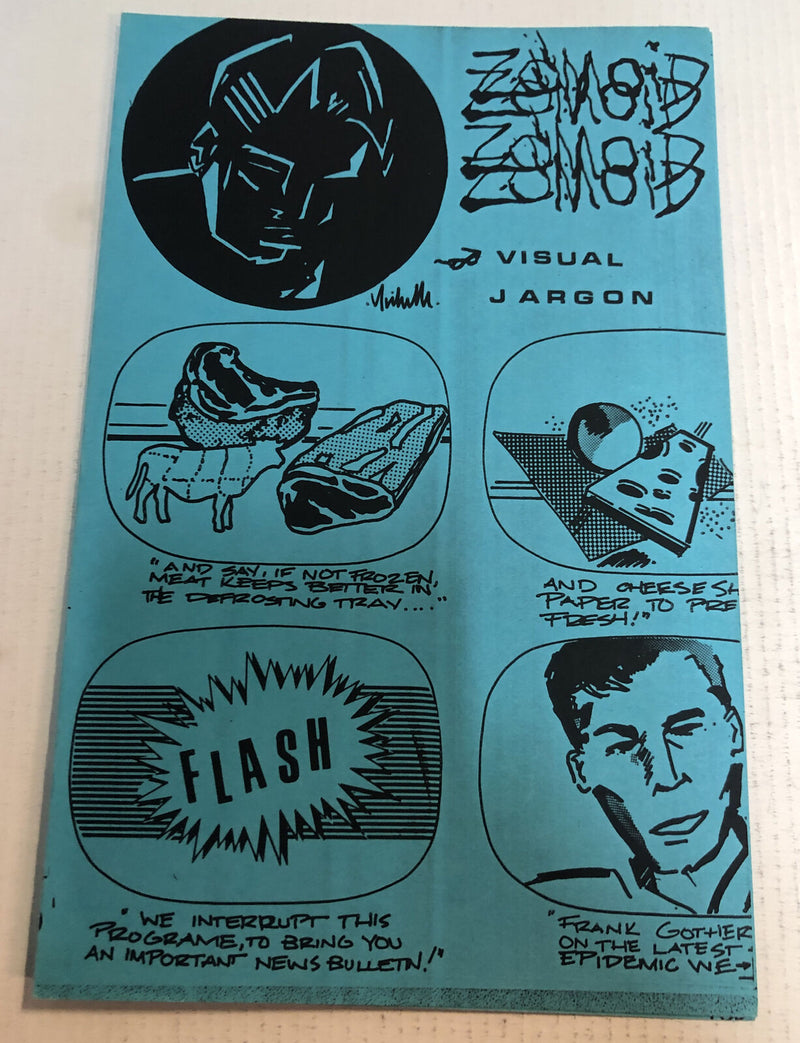 ZOMOID
ZOMOID
VISUAL
JARGON
"AND SAY, IF NOT FROZEN,
MEAT KEEPS BETTER IN
THE DEFROSTING TRAY...."
AND CHEESE SH
PAPER TO PRE
FRESH!"
FLASH
"WE INTERRUPT THIS
PROGRAME, TO BRING YOU
AN IMPORTANT NEWS BULLETN!"
"FRANK GOTHER
ON THE LATEST
EPIDEMIC WE